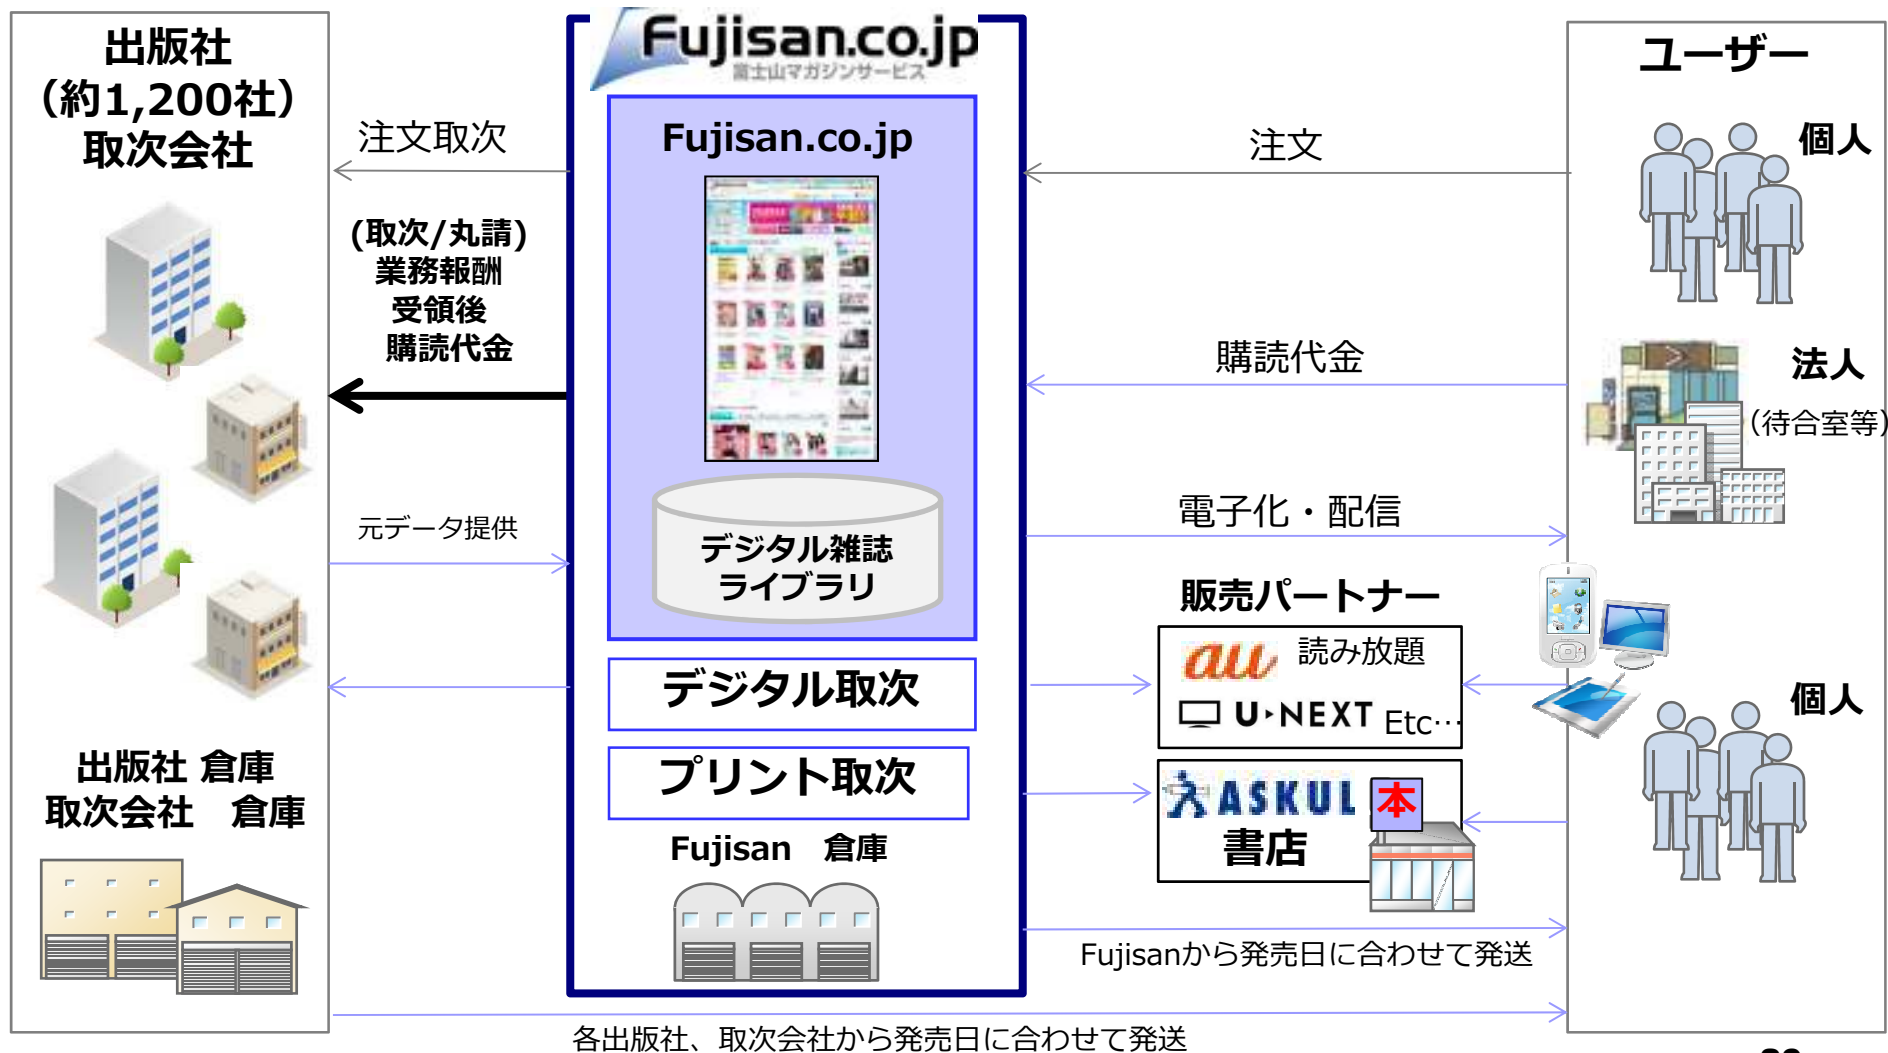 出版社
（約1,200社）
取次会社
注文取次
(取次/丸請)
業務報酬
受領後
購読代金
元データ提供
出版社 倉庫
取次会社　倉庫
Fujisan.co.jp
富士山マガジンサービス
Fujisan.co.jp
デジタル雑誌
ライブラリ
デジタル取次
プリント取次
Fujisan　倉庫
注文
購読代金
電子化・配信
販売パートナー
au 読み放題
U-NEXT Etc…
ASKUL 本
書店
Fujisanから発売日に合わせて発送
各出版社、取次会社から発売日に合わせて発送
ユーザー
個人
法人
（待合室等）
個人